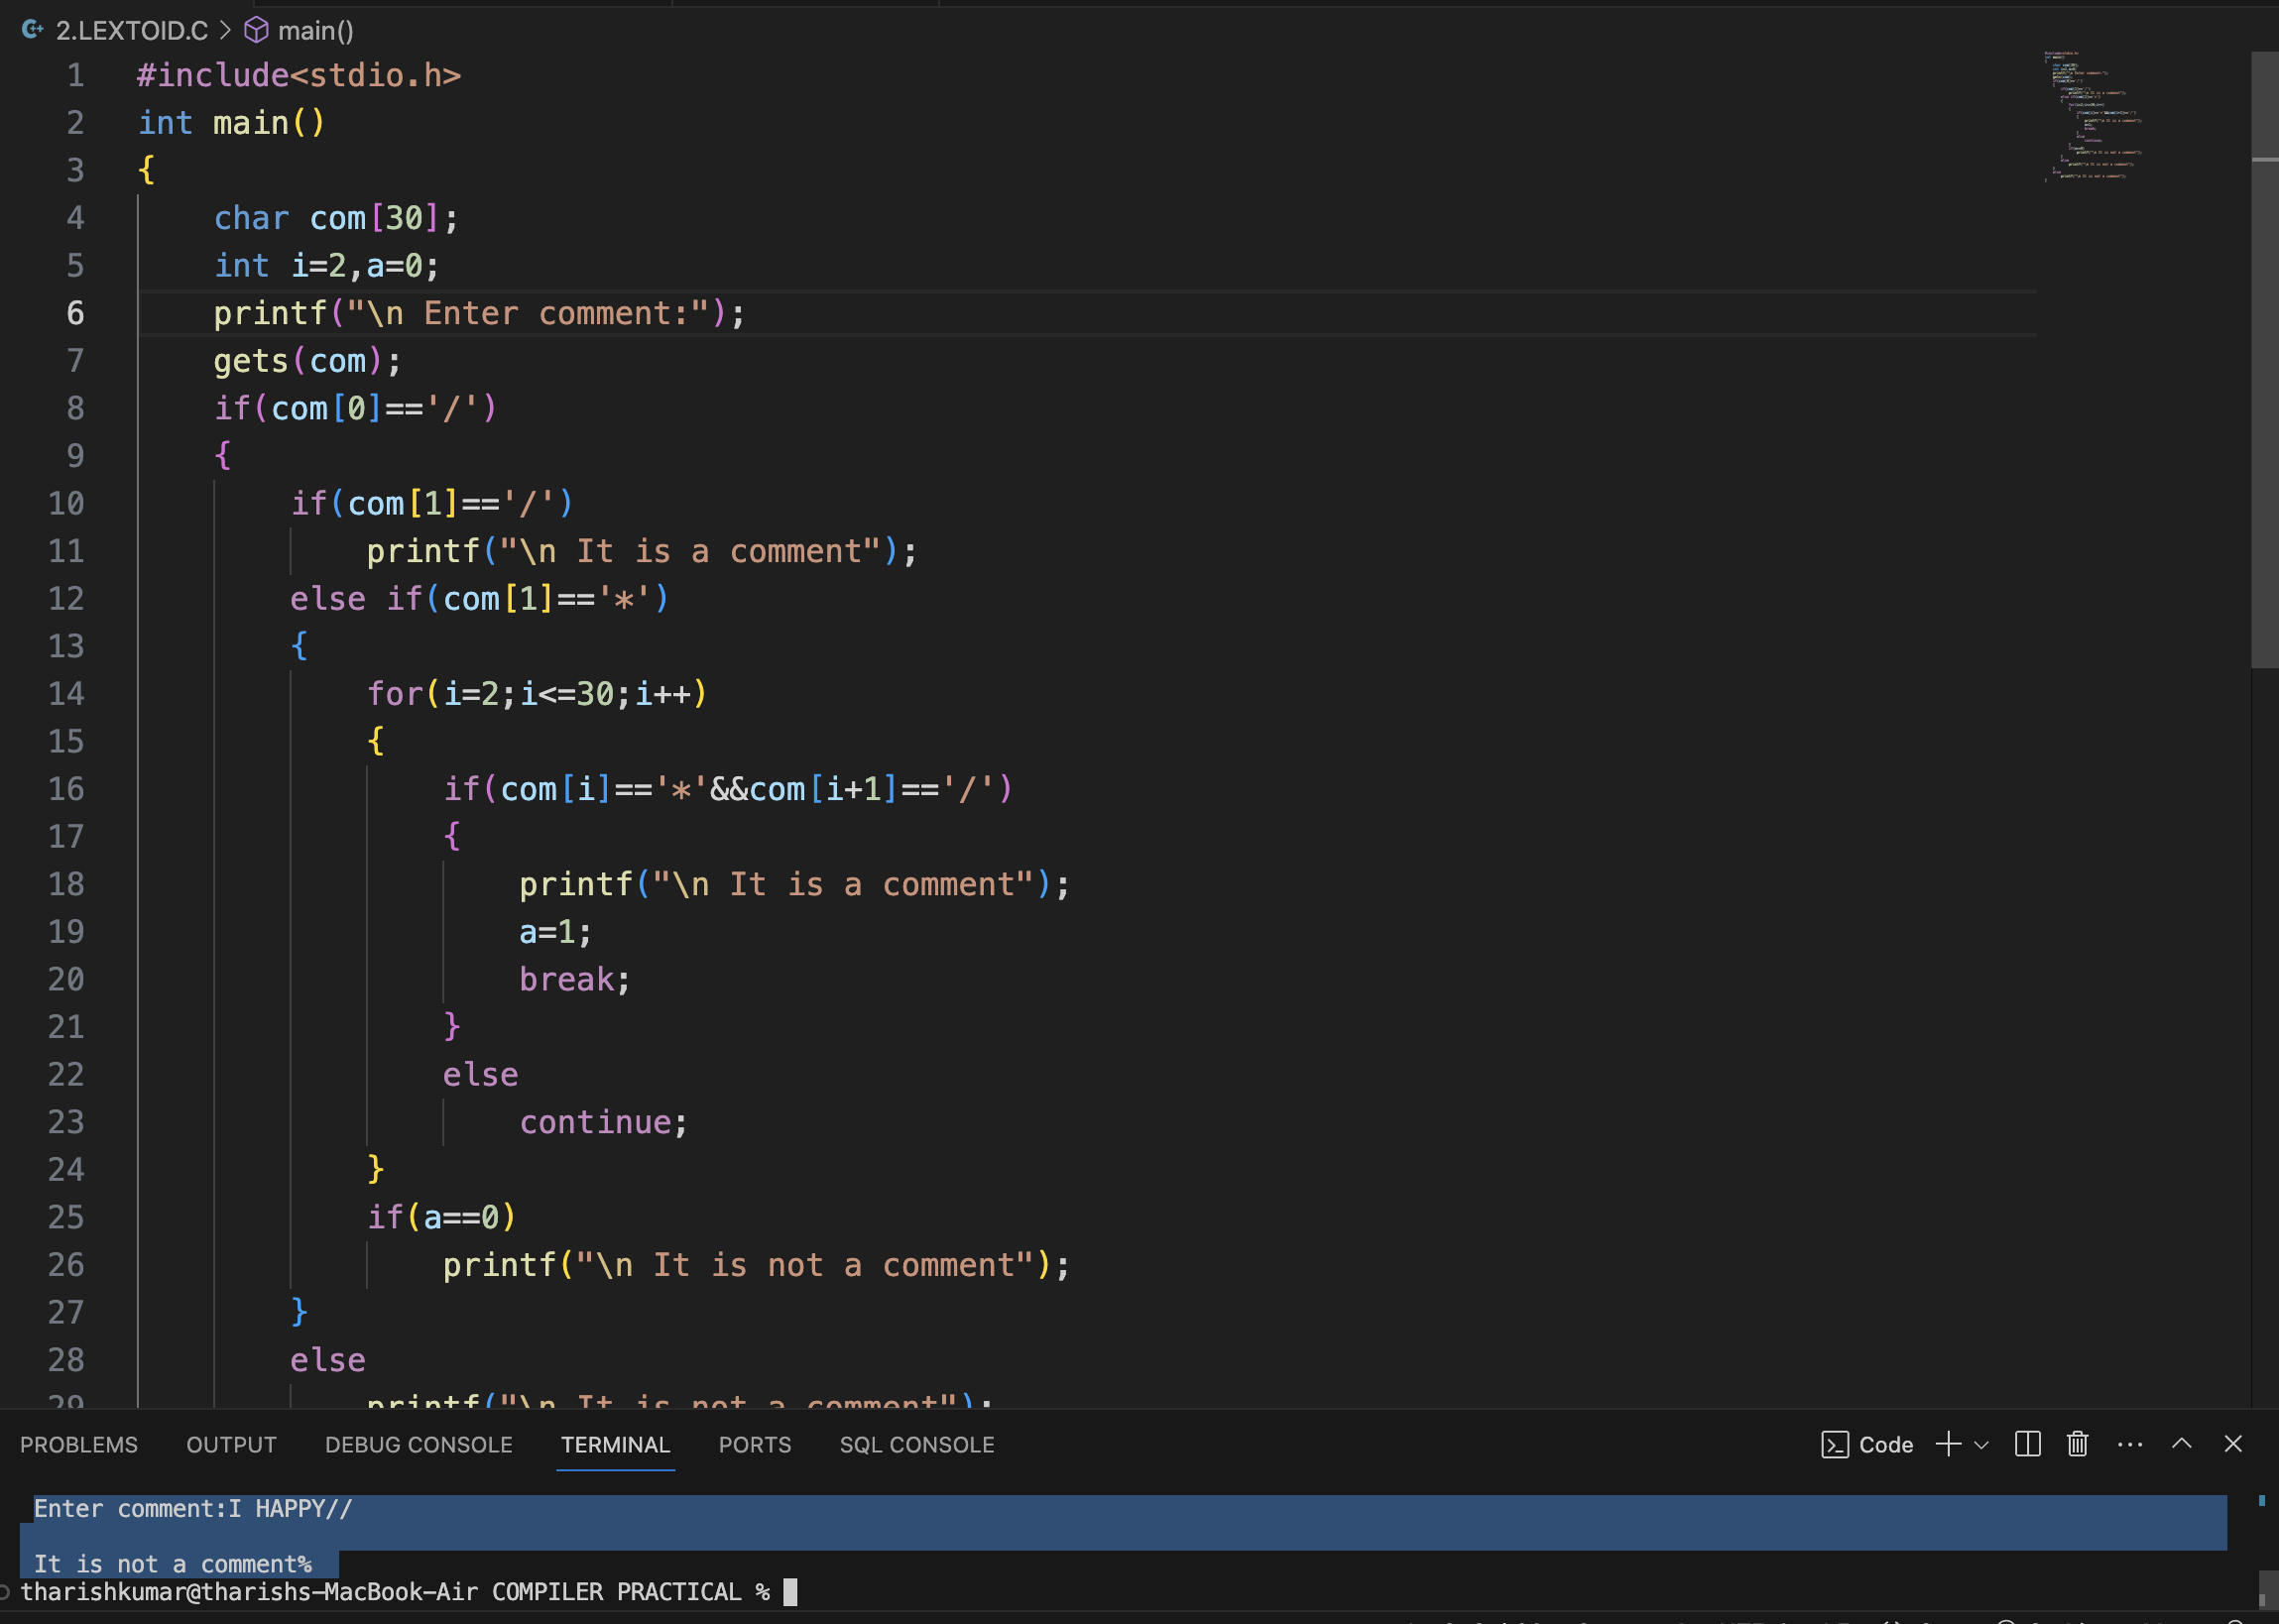 2.LEXTOID.C > main()
1 #include<stdio.h>
2 int main()
3 {
4     char com[30];
5     int i=2,a=0;
6     printf("\n Enter comment:");
7     gets(com);
8     if(com[0]=='/')
9     {
10         if(com[1]=='/')
11             printf("\n It is a comment");
12         else if(com[1]=='*')
13         {
14             for(i=2;i<=30;i++)
15             {
16                 if(com[i]=='*'&&com[i+1]=='/')
17                 {
18                     printf("\n It is a comment");
19                     a=1;
20                     break;
21                 }
22                 else
23                     continue;
24             }
25             if(a==0)
26                 printf("\n It is not a comment");
27         }
28         else
29             printf("\n It is not a comment");
PROBLEMS OUTPUT DEBUG CONSOLE TERMINAL PORTS SQL CONSOLE Code
Enter comment:I HAPPY//
It is not a comment%
tharishkumar@tharishs-MacBook-Air COMPILER PRACTICAL %